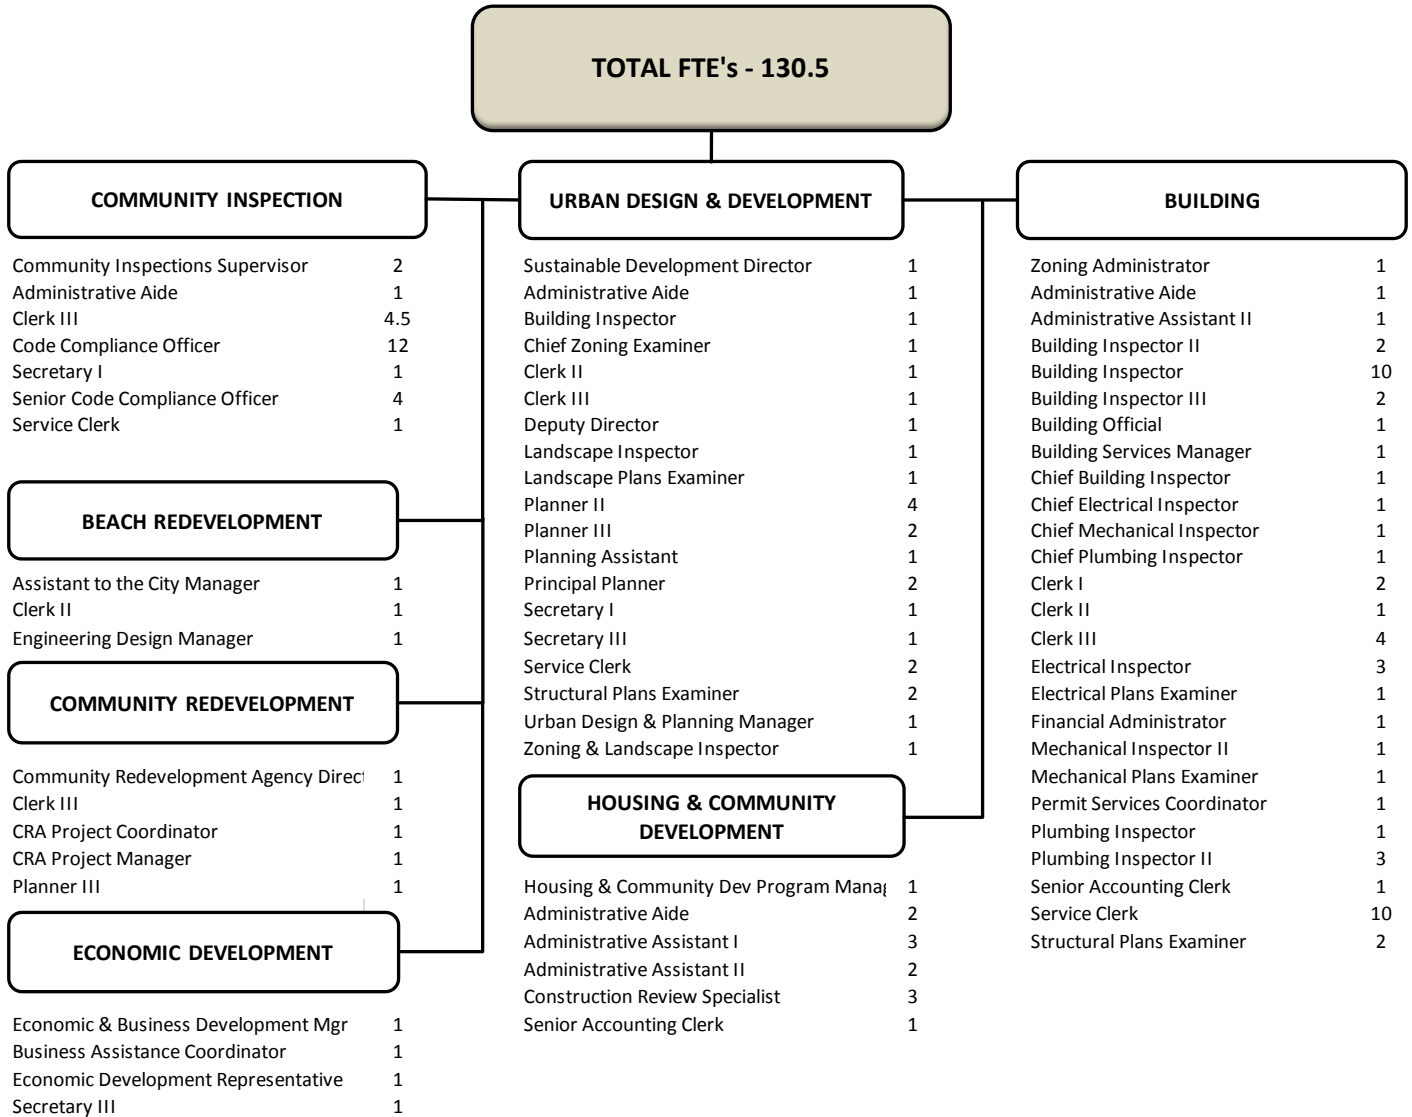 TOTAL FTE's - 130.5
COMMUNITY INSPECTION
Community Inspections Supervisor 2
Administrative Aide 1
Clerk III 4.5
Code Compliance Officer 12
Secretary I 1
Senior Code Compliance Officer 4
Service Clerk 1
BEACH REDEVELOPMENT
Assistant to the City Manager 1
Clerk II 1
Engineering Design Manager 1
COMMUNITY REDEVELOPMENT
Community Redevelopment Agency Direct 1
Clerk III 1
CRA Project Coordinator 1
CRA Project Manager 1
Planner III 1
ECONOMIC DEVELOPMENT
Economic & Business Development Mgr 1
Business Assistance Coordinator 1
Economic Development Representative 1
Secretary III 1
URBAN DESIGN & DEVELOPMENT
Sustainable Development Director 1
Administrative Aide 1
Building Inspector 1
Chief Zoning Examiner 1
Clerk II 1
Clerk III 1
Deputy Director 1
Landscape Inspector 1
Landscape Plans Examiner 1
Planner II 4
Planner III 2
Planning Assistant 1
Principal Planner 2
Secretary I 1
Secretary III 1
Service Clerk 2
Structural Plans Examiner 2
Urban Design & Planning Manager 1
Zoning & Landscape Inspector 1
HOUSING & COMMUNITY
DEVELOPMENT
Housing & Community Dev Program Manag 1
Administrative Aide 2
Administrative Assistant I 3
Administrative Assistant II 2
Construction Review Specialist 3
Senior Accounting Clerk 1
BUILDING
Zoning Administrator 1
Administrative Aide 1
Administrative Assistant II 1
Building Inspector II 2
Building Inspector 10
Building Inspector III 2
Building Official 1
Building Services Manager 1
Chief Building Inspector 1
Chief Electrical Inspector 1
Chief Mechanical Inspector 1
Chief Plumbing Inspector 1
Clerk I 2
Clerk II 1
Clerk III 4
Electrical Inspector 3
Electrical Plans Examiner 1
Financial Administrator 1
Mechanical Inspector II 1
Mechanical Plans Examiner 1
Permit Services Coordinator 1
Plumbing Inspector 1
Plumbing Inspector II 3
Senior Accounting Clerk 1
Service Clerk 10
Structural Plans Examiner 2